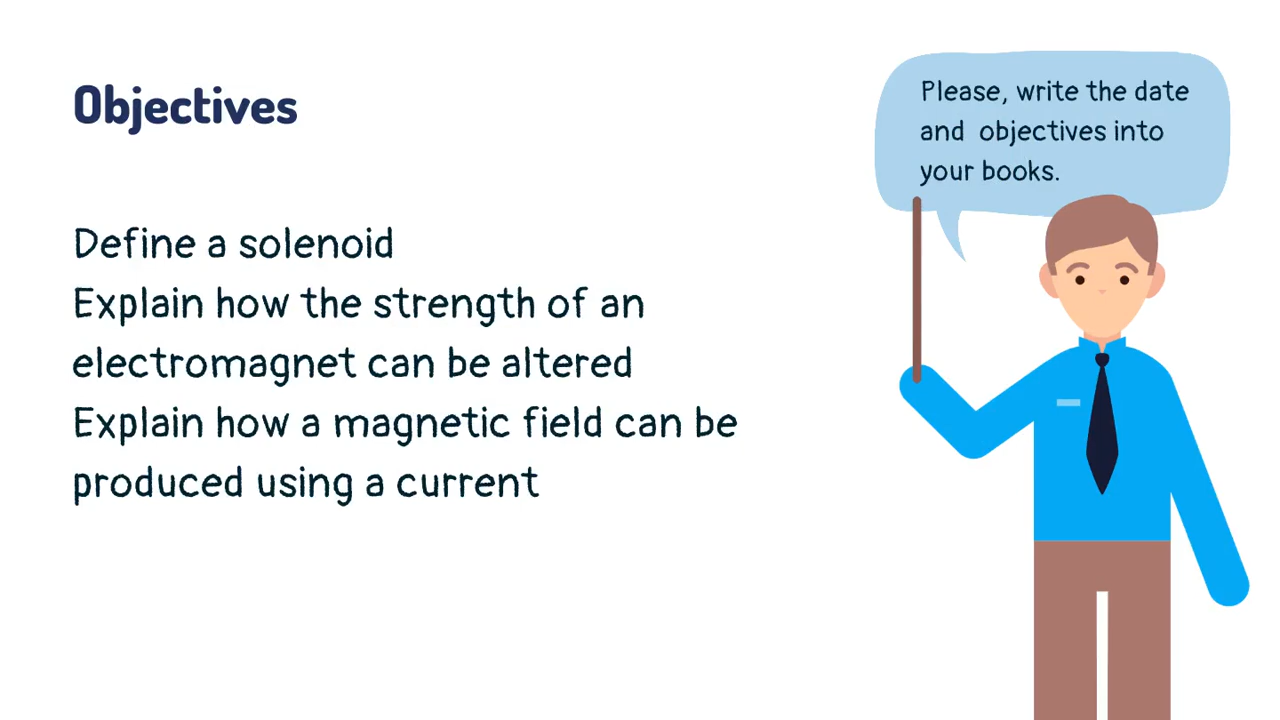 Objectives
Please, write the date
and objectives into
your books.
Define a solenoid
Explain how the strength of an
electromagnet can be altered
Explain how a magnetic field can be
produced using a current